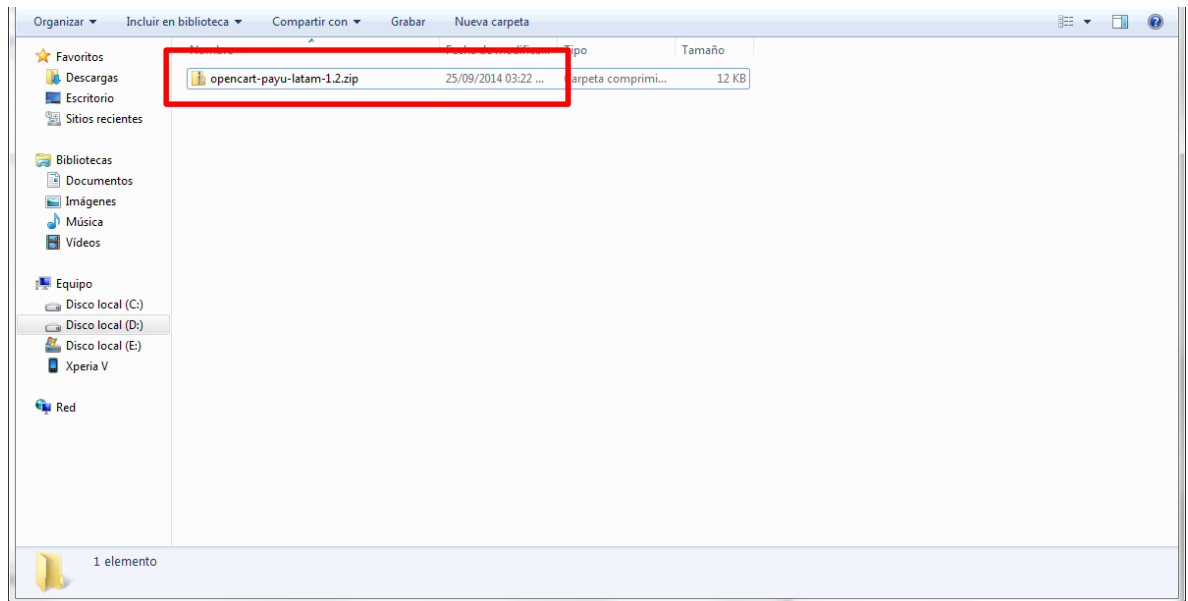 Organizar Incluir en biblioteca Compartir con Grabar Nueva carpeta
Favoritos
Descargas
Escritorio
Sitios recientes
Bibliotecas
Documentos
Imágenes
Música
Vídeos
Equipo
Disco local (C:)
Disco local (D:)
Disco local (E:)
Xperia V
Red
Tipo Tamaño
opencart-payu-latam-1.2.zip 25/09/2014 03:22 ... Carpeta comprimi... 12 KB
1 elemento